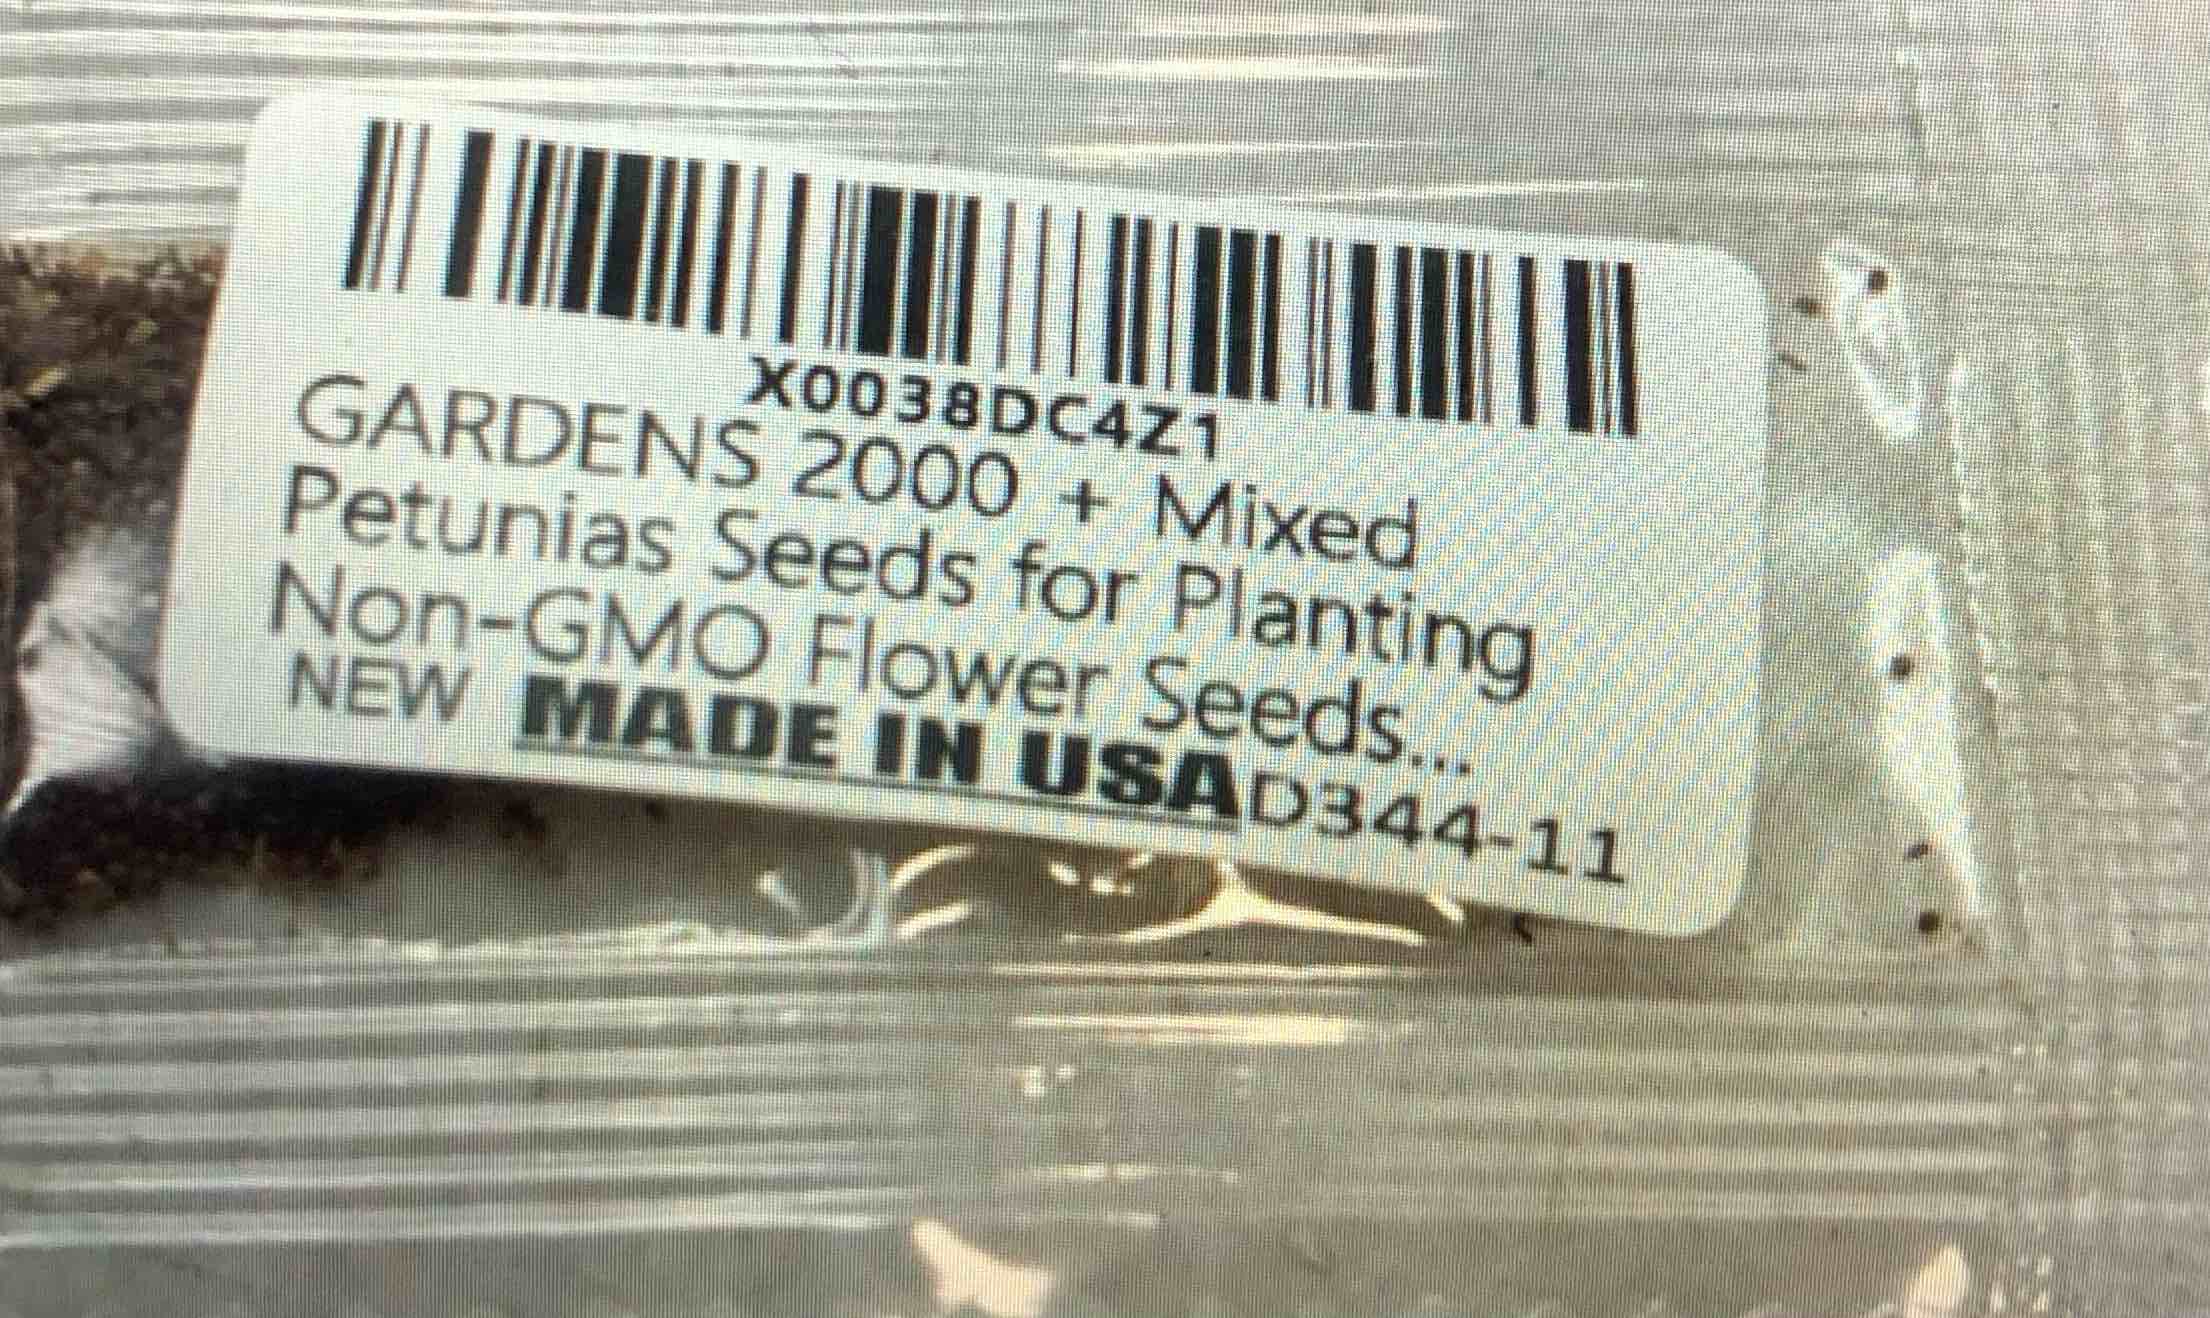 X0038DC4Z1
GARDENS 2000 + Mixed
Petunias Seeds for Planting
Non-GMO Flower Seeds...
NEW MADE IN USAD344-11